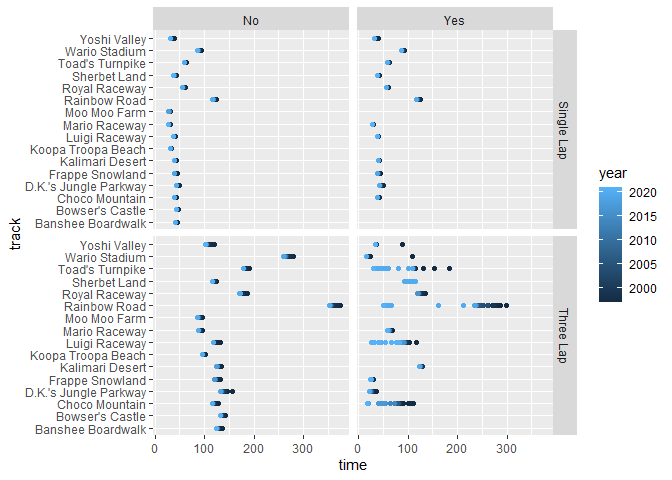 No
Yes
Yoshi Valley
Wario Stadium
Toad's Turnpike
Sherbet Land
Royal Raceway
Rainbow Road
Moo Moo Farm
Mario Raceway
Luigi Raceway
Koopa Troopa Beach
Kalimari Desert
Frappe Snowland
D.K.'s Jungle Parkway
Choco Mountain
Bowser's Castle
Banshee Boardwalk
Single Lap
track
Yoshi Valley
Wario Stadium
Toad's Turnpike
Sherbet Land
Royal Raceway
Rainbow Road
Moo Moo Farm
Mario Raceway
Luigi Raceway
Koopa Troopa Beach
Kalimari Desert
Frappe Snowland
D.K.'s Jungle Parkway
Choco Mountain
Bowser's Castle
Banshee Boardwalk
Three Lap
0 100 200 300 0 100 200 300
time
year
2020
2015
2010
2005
2000